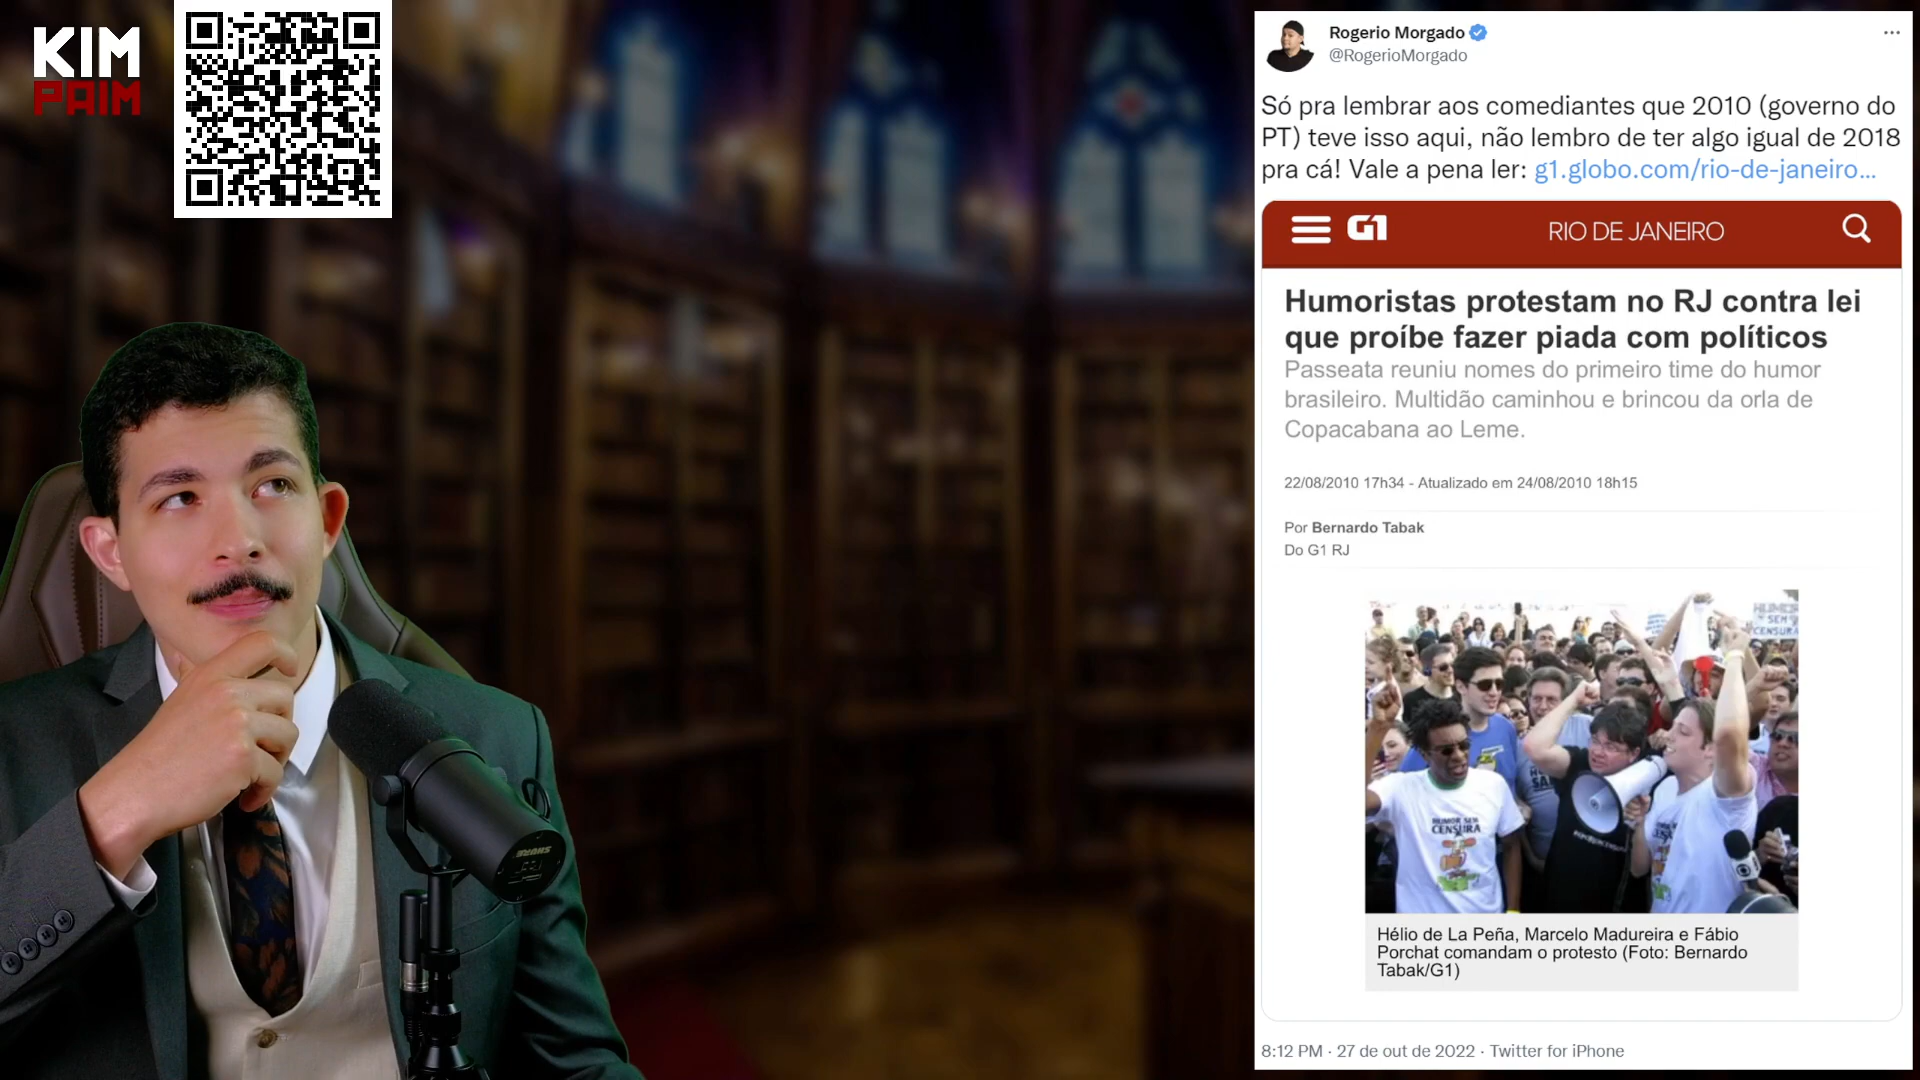 KIM
PAIM
Rogerio Morgado
@RogerioMorgado
Só pra lembrar aos comediantes que 2010 (governo do
PT) teve isso aqui, não lembro de ter algo igual de 2018
pra cá! Vale a pena ler: g1.globo.com/rio-de-janeiro...
G1
RIO DE JANEIRO
Humoristas protestam no RJ contra lei
que proíbe fazer piada com políticos
Passeata reuniu nomes do primeiro time do humor
brasileiro. Multidão caminhou e brincou da orla de
Copacabana ao Leme.
22/08/2010 17h34 - Atualizado em 24/08/2010 18h15
Por Bernardo Tabak
Do G1 RJ
HUMOR
SEM
CENSURA
HUMOR SEM
CENSURA
Hélio de La Peña, Marcelo Madureira e Fábio
Porchat comandam o protesto (Foto: Bernardo
Tabak/G1)
8:12 PM · 27 de out de 2022 · Twitter for iPhone
SHURE